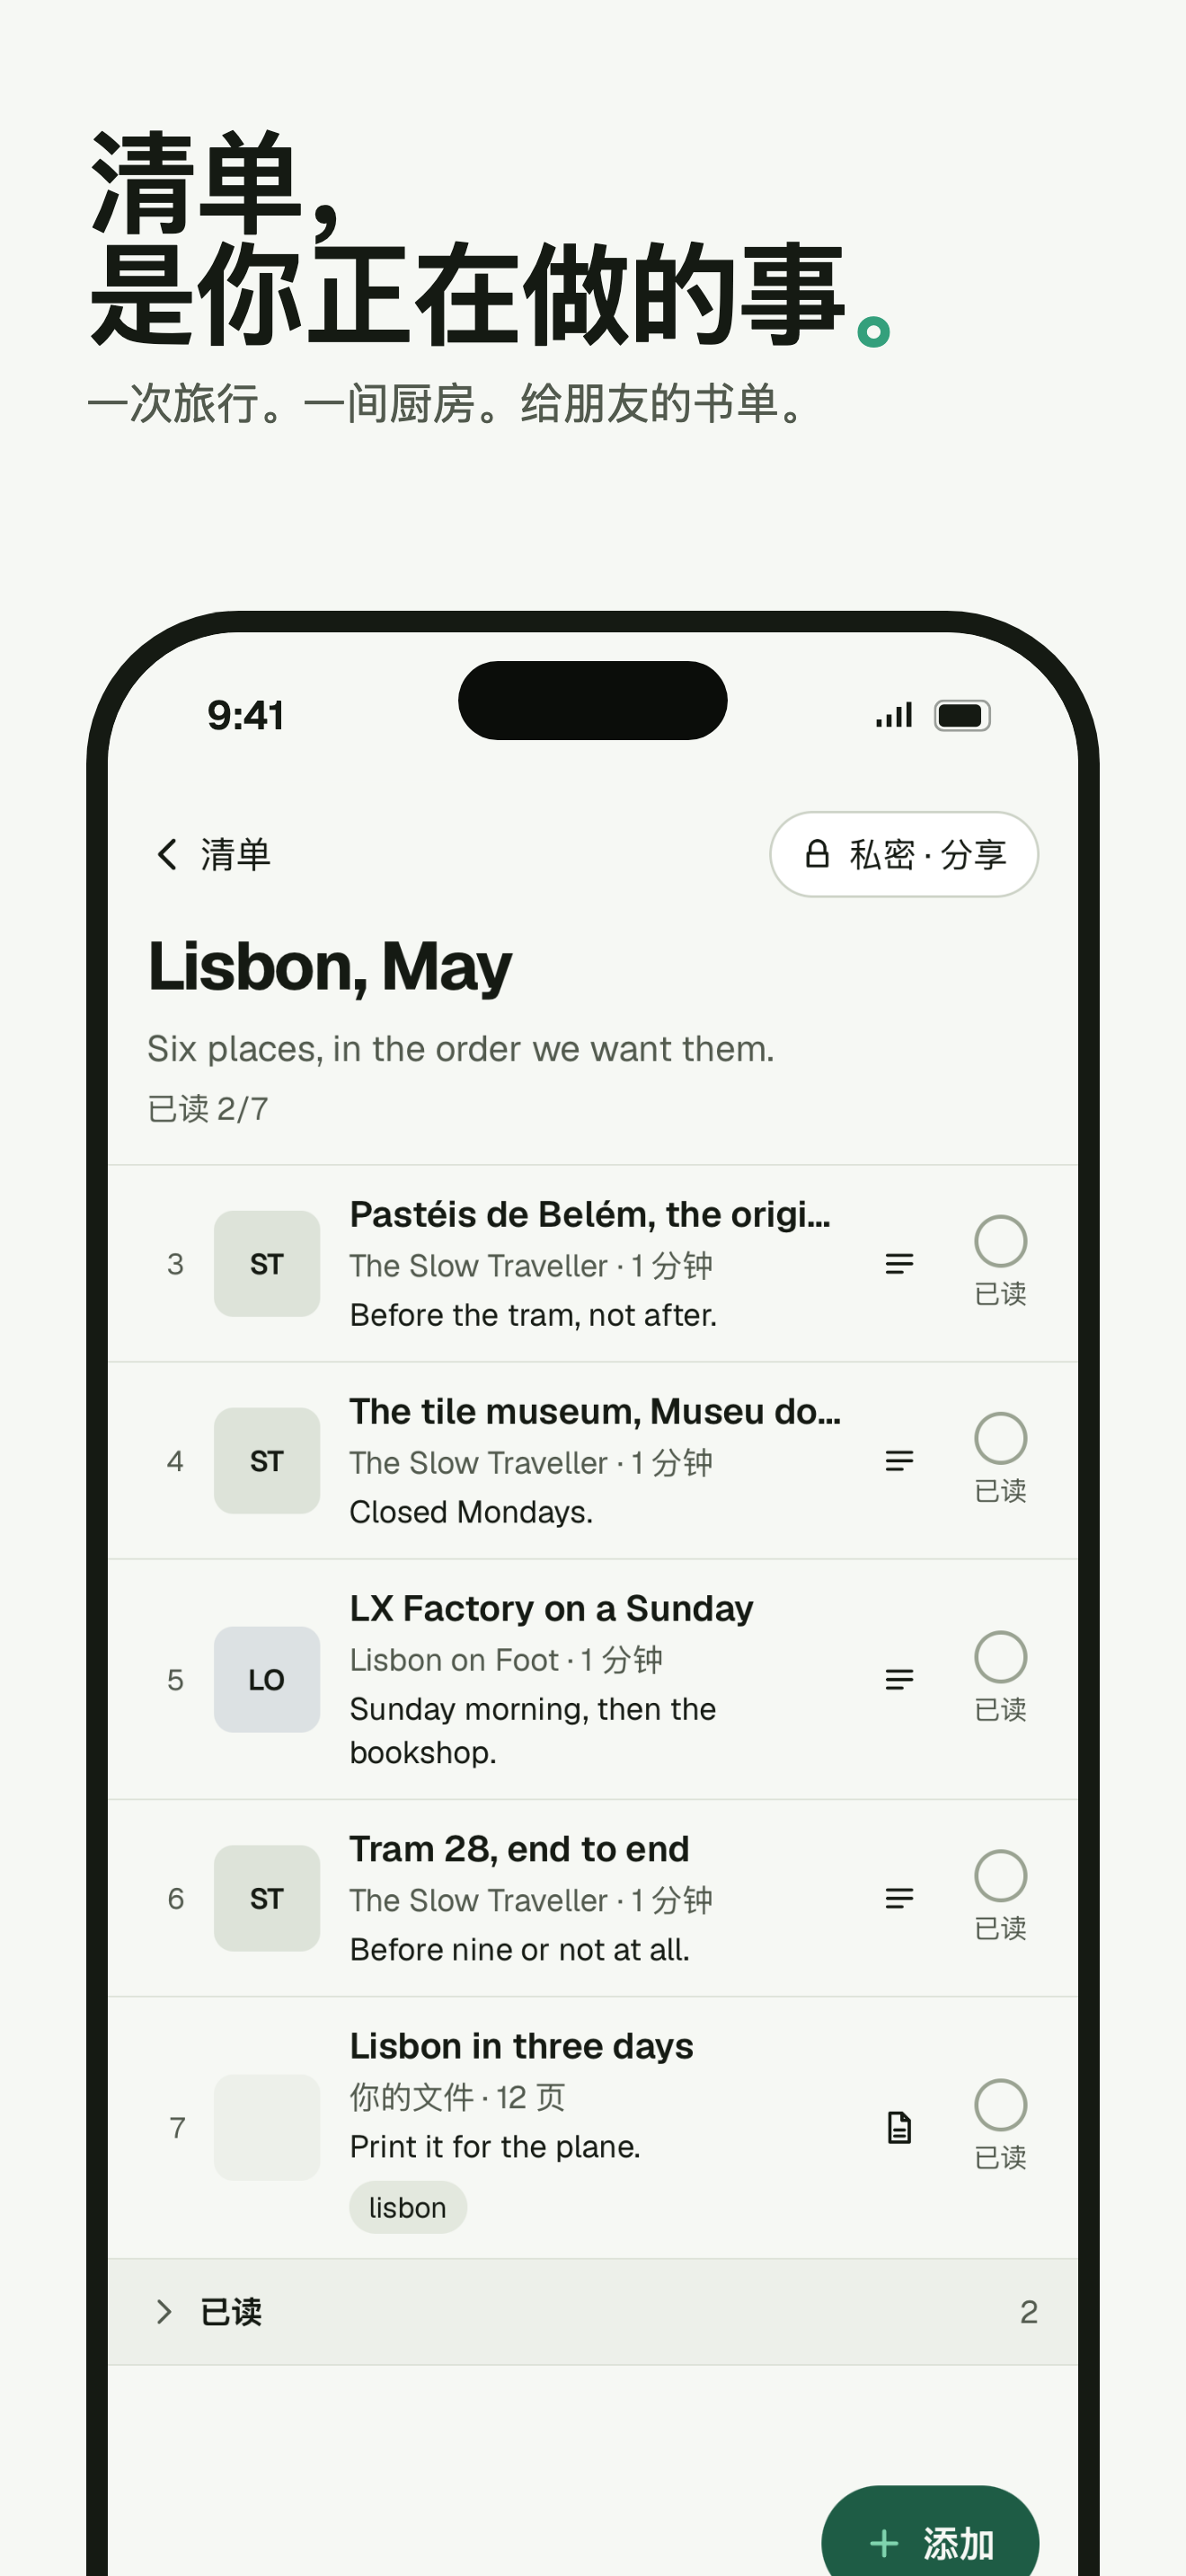 清单，
是你正在做的事。
一次旅行。一间厨房。给朋友的书单。
9:41
清单
私密 · 分享
Lisbon, May
Six places, in the order we want them.
已读 2/7
3
ST
Pastéis de Belém, the origi...
The Slow Traveller · 1 分钟
Before the tram, not after.
已读
4
ST
The tile museum, Museu do...
The Slow Traveller · 1 分钟
Closed Mondays.
已读
5
LO
LX Factory on a Sunday
Lisbon on Foot · 1 分钟
Sunday morning, then the
bookshop.
已读
6
ST
Tram 28, end to end
The Slow Traveller · 1 分钟
Before nine or not at all.
已读
7
Lisbon in three days
你的文件 · 12 页
Print it for the plane.
lisbon
已读
已读
2
添加